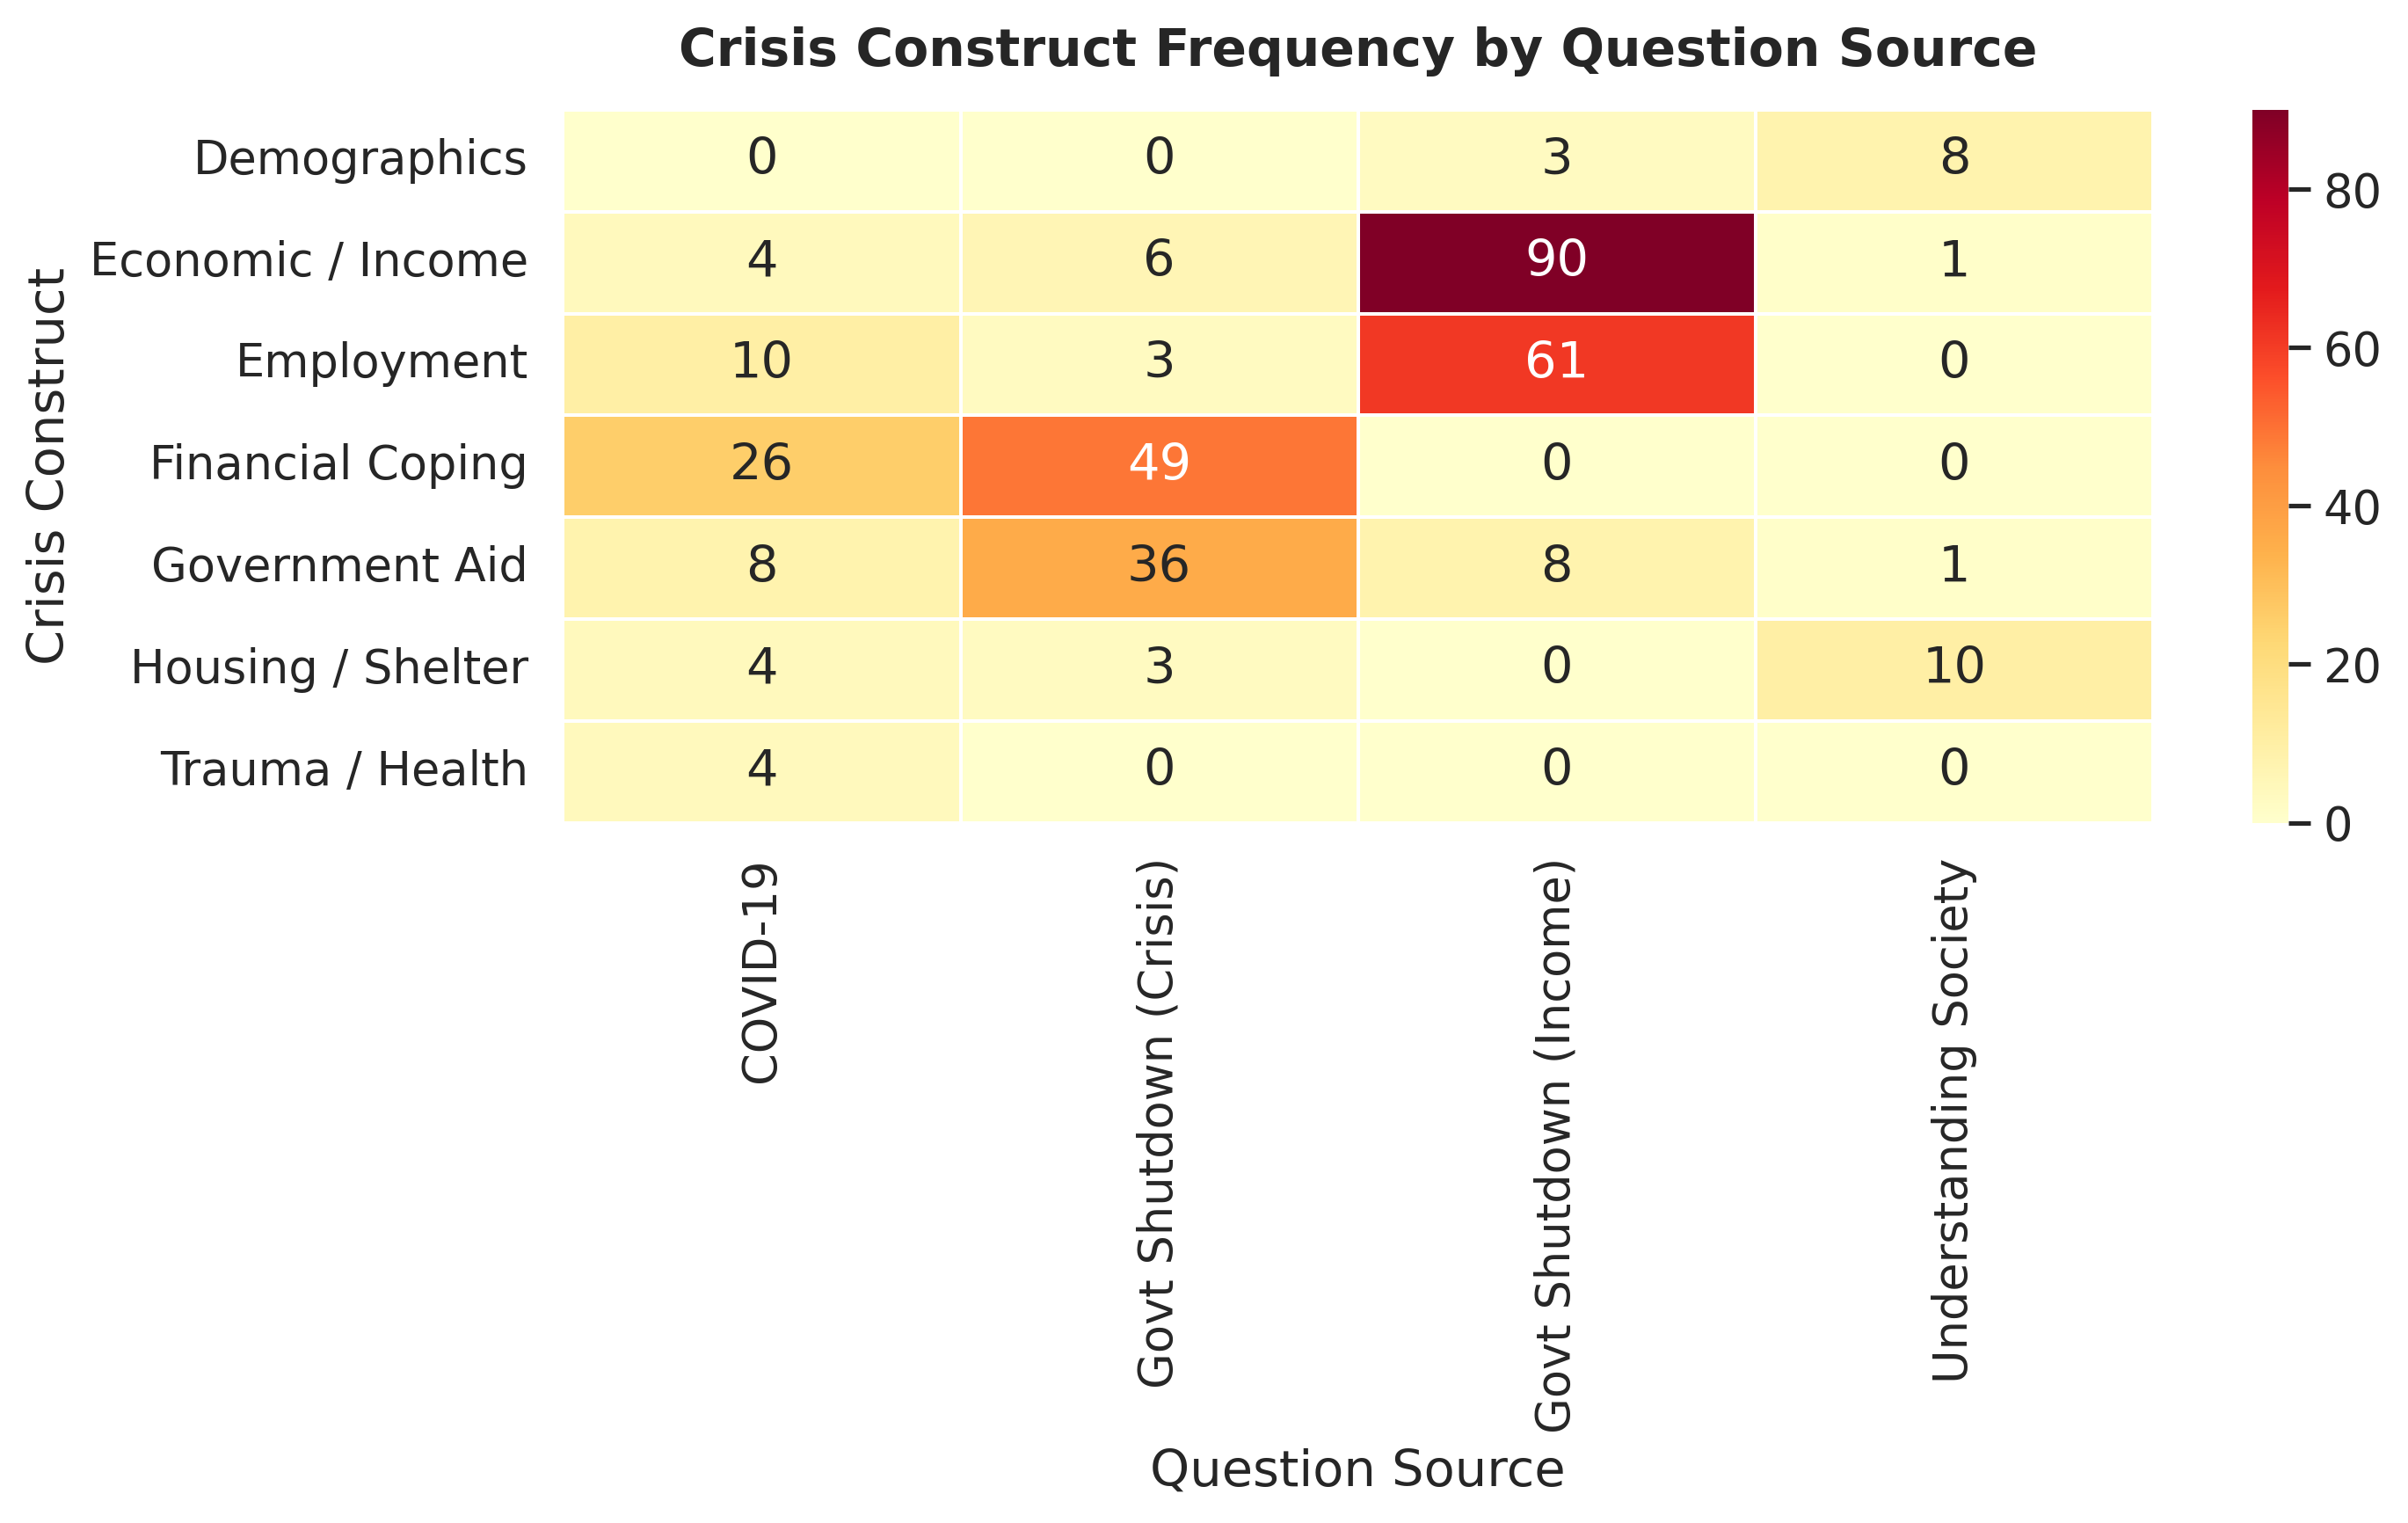 Crisis Construct Frequency by Question Source
Crisis Construct
Demographics 0 0 3 8
Economic / Income 4 6 90 1
Employment 10 3 61 0
Financial Coping 26 49 0 0
Government Aid 8 36 8 1
Housing / Shelter 4 3 0 10
Trauma / Health 4 0 0 0
80
60
40
20
0
COVID-19
Govt Shutdown (Crisis)
Govt Shutdown (Income)
Understanding Society
Question Source